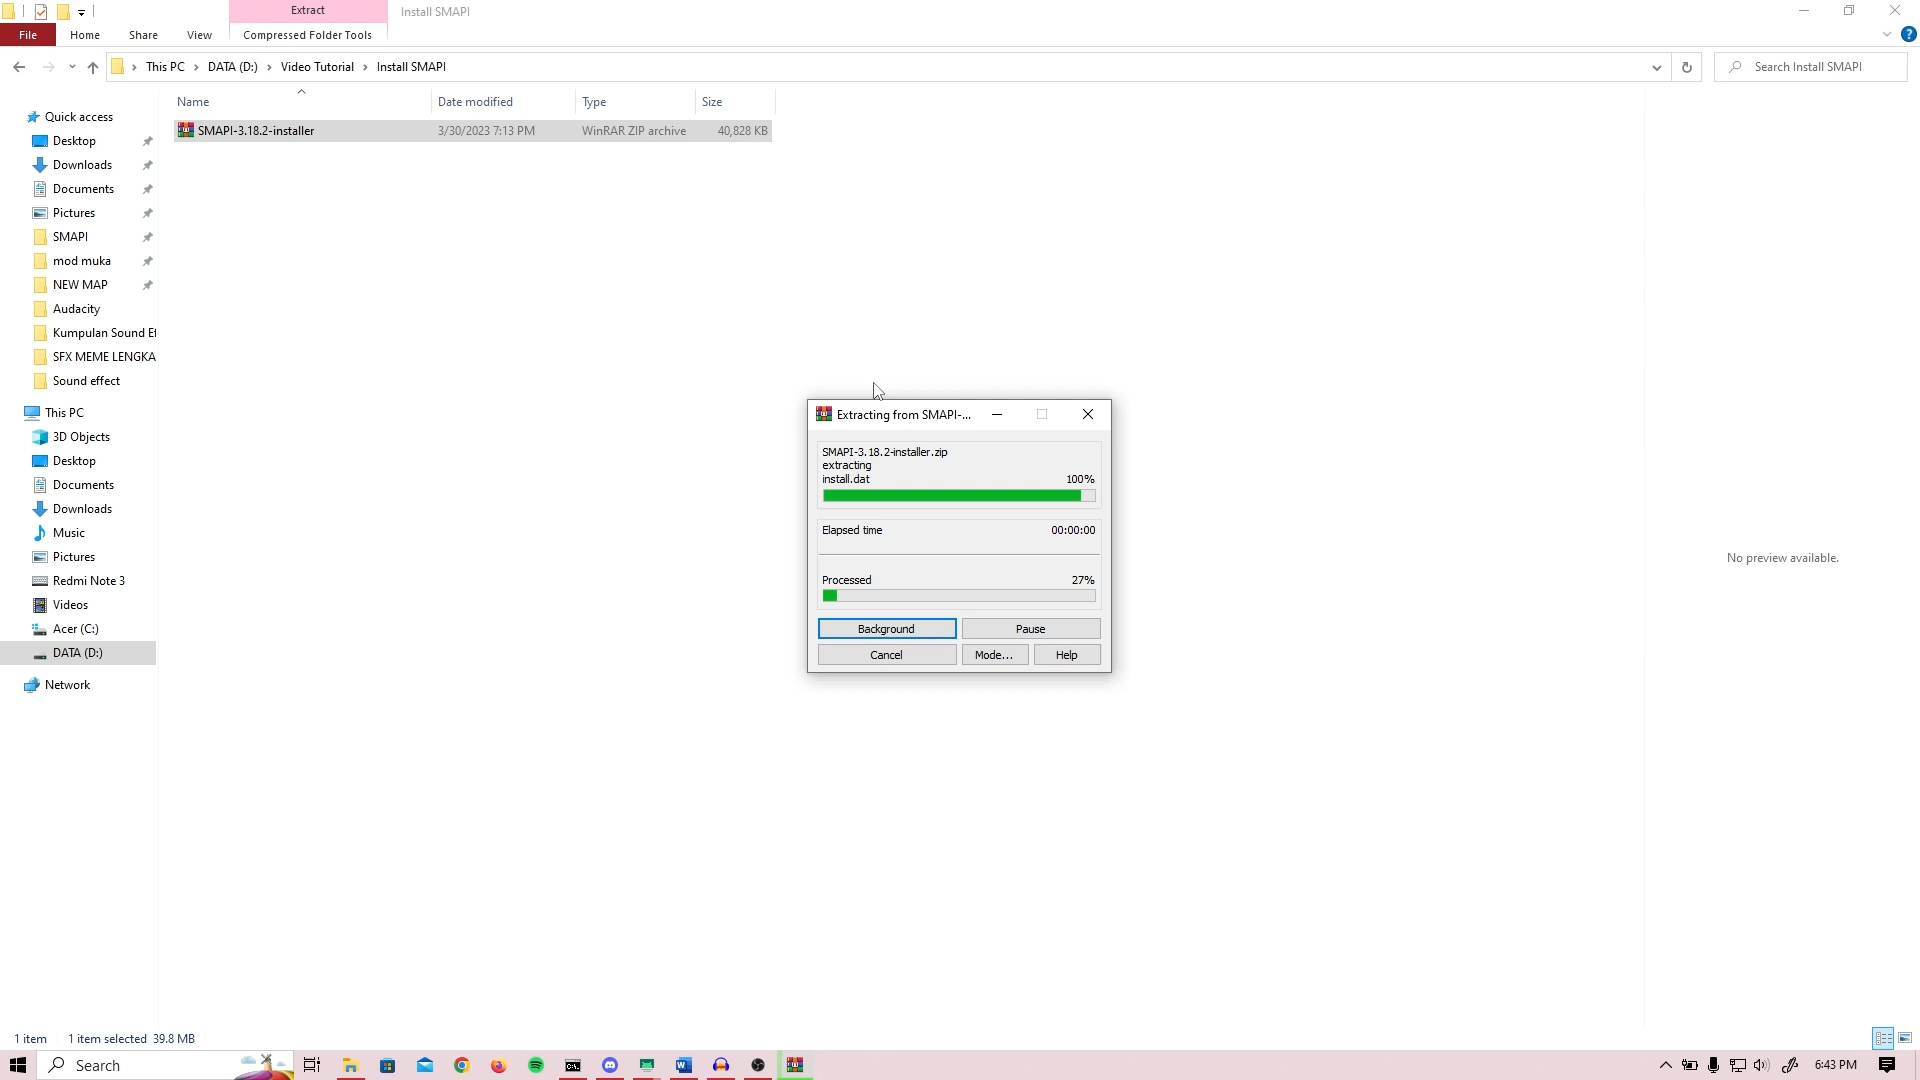 Extract
Install SMAPI
File
Home
Share
View
Compressed Folder Tools
This PC
DATA (D:)
Video Tutorial
Install SMAPI
Search Install SMAPI
Name
Date modified
Type
Size
SMAPI-3.18.2-installer
3/30/2023 7:13 PM
WinRAR ZIP archive
40,828 KB
Quick access
Desktop
Downloads
Documents
Pictures
SMAPI
mod muka
NEW MAP
Audacity
Kumpulan Sound Ef
SFX MEME LENGKA
Sound effect
This PC
3D Objects
Desktop
Documents
Downloads
Music
Pictures
Redmi Note 3
Videos
Acer (C:)
DATA (D:)
Network
Extracting from SMAPI-...
SMAPI-3.18.2-installer.zip
extracting
install.dat
100%
Elapsed time
00:00:00
Processed
27%
Background
Pause
Cancel
Mode...
Help
No preview available.
1 item
1 item selected 39.8 MB
Search
6:43 PM